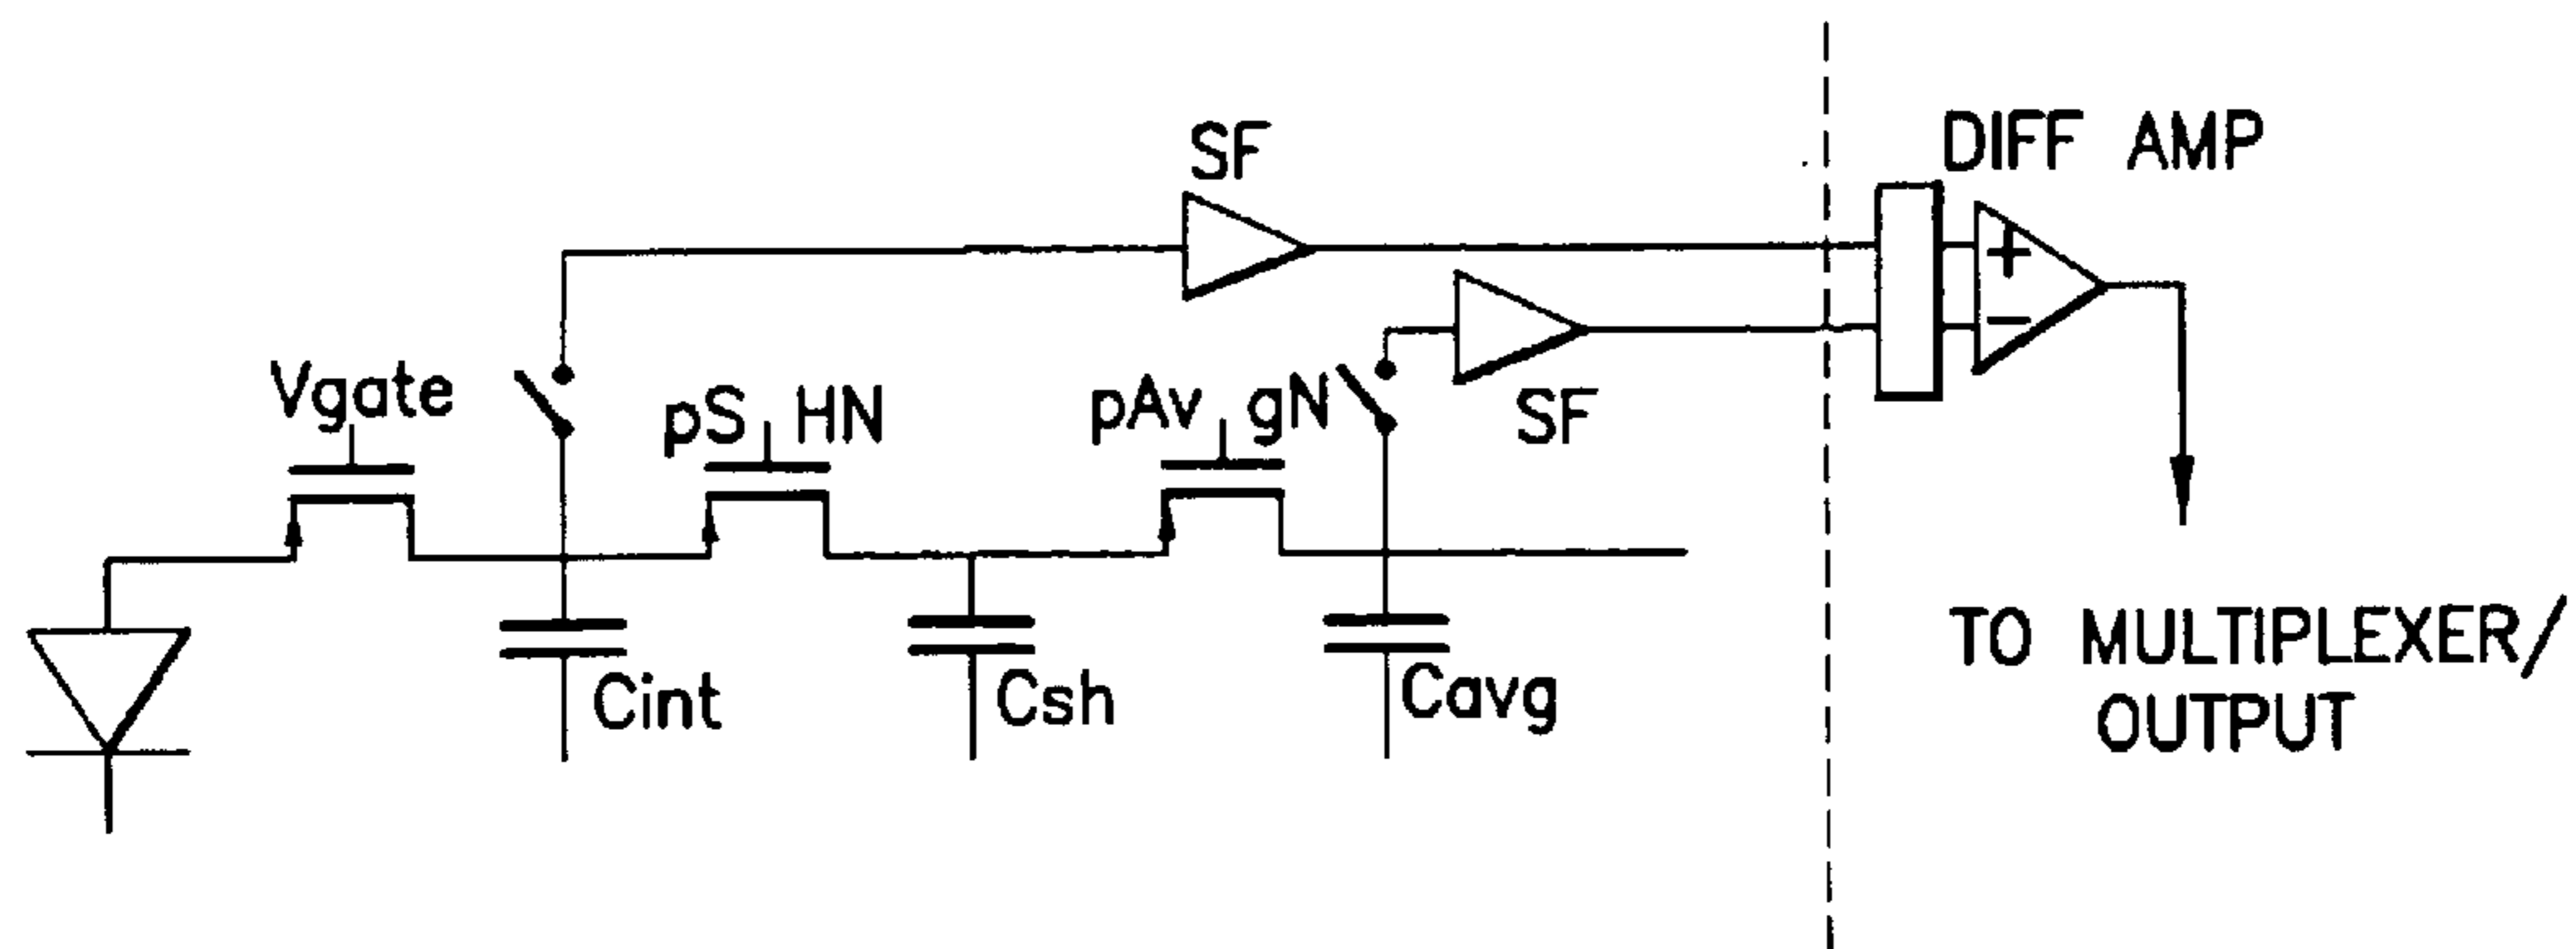 SF
DIFF AMP
+
−
Vgate
pS HN
pAv gN
SF
Cint
Csh
Cavg
TO MULTIPLEXER/
OUTPUT